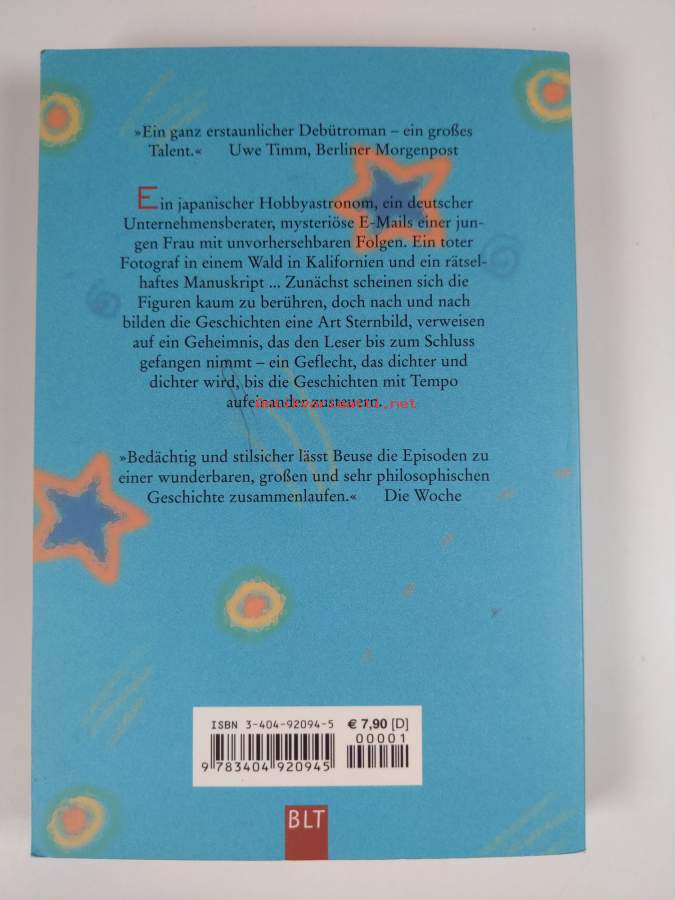 »Ein ganz erstaunlicher Debütroman – ein großes
Talent.« Uwe Timm, Berliner Morgenpost
Ein japanischer Hobbyastronom, ein deutscher
Unternehmensberater, mysteriöse E-Mails einer jun-
gen Frau mit unvorhersehbaren Folgen. Ein toter
Fotograf in einem Wald in Kalifornien und ein rätsel-
haftes Manuskript ... Zunächst scheinen sich die
Figuren kaum zu berühren, doch nach und nach
bilden die Geschichten eine Art Sternbild, verweisen
auf ein Geheimnis, das den Leser bis zum Schluss
gefangen nimmt – ein Geflecht, das dichter und
dichter wird, bis die Geschichten mit Tempo
aufeinander zusteuern.
»Bedächtig und stilsicher lässt Beuse die Episoden zu
einer wunderbaren, großen und sehr philosophischen
Geschichte zusammenlaufen.« Die Woche
ISBN 3-404-92094-5 € 7,90 [D]
00001
9 783404 920945
BLT